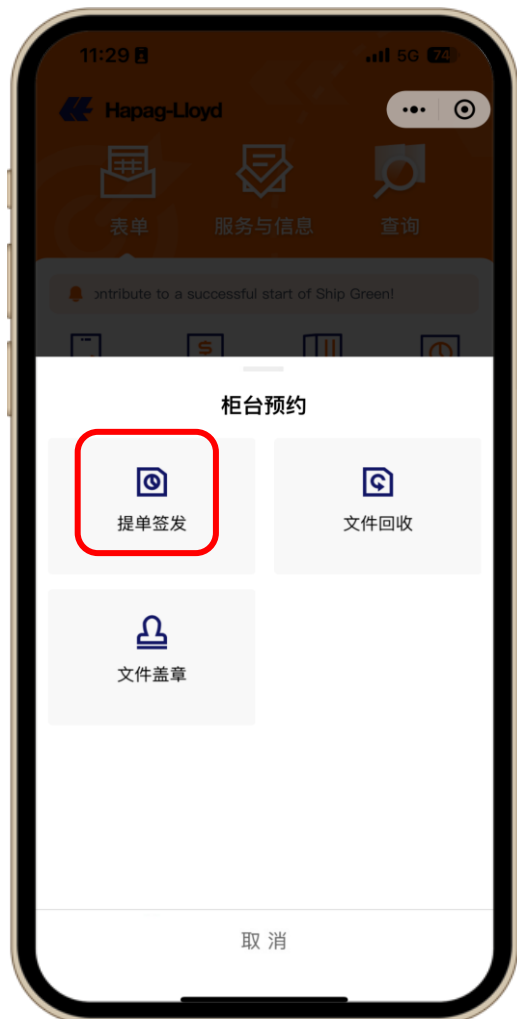 11:29
5G 74
Hapag-Lloyd
表单 服务与信息 查询
ontribute to a successful start of Ship Green!
柜台预约
提单签发 文件回收
文件盖章
取 消